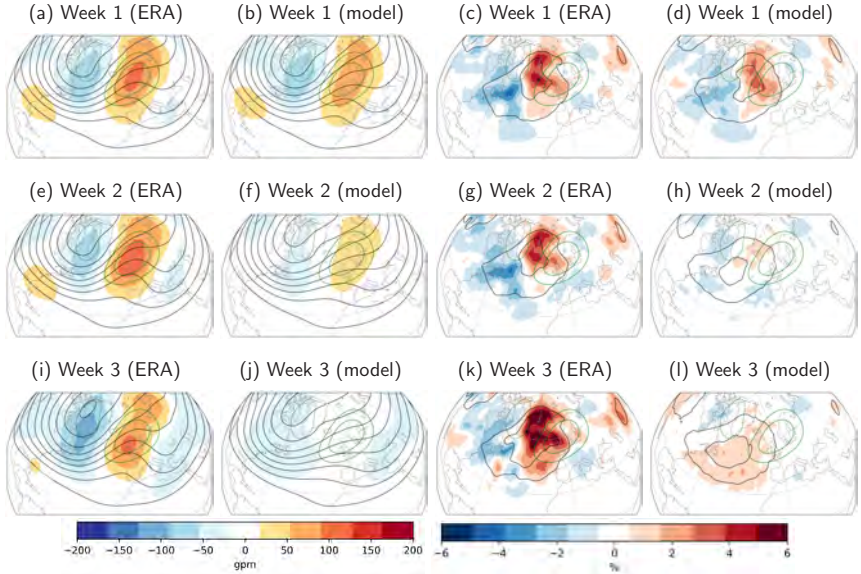 (a) Week 1 (ERA) (b) Week 1 (model) (c) Week 1 (ERA) (d) Week 1 (model)
(e) Week 2 (ERA) (f) Week 2 (model) (g) Week 2 (ERA) (h) Week 2 (model)
(i) Week 3 (ERA) (j) Week 3 (model) (k) Week 3 (ERA) (l) Week 3 (model)
−200 −150 −100 −50 0 50 100 150 200 −6 −4 −2 0 2 4 6
gpm %